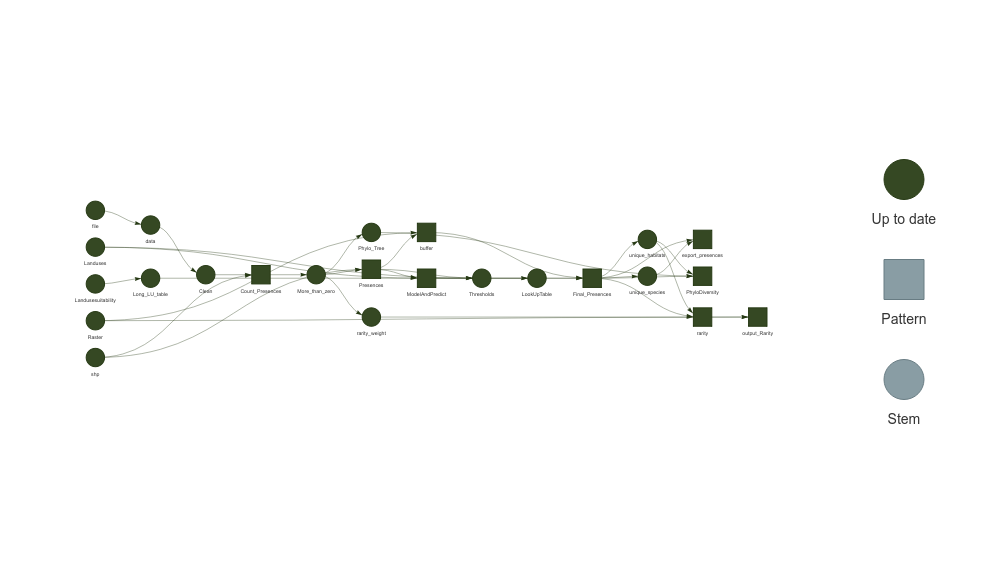 file
Landuse
Landusesuitability
Raster
shp
data
Long_LU_table
Clean
Count_Presences
More_than_zero
Phylo_Tree
Presences
rarity_weight
buffer
ModelAndPredict
Thresholds
LookUpTable
Final_Presences
unique_habitats
unique_species
export_presences
PhyloDiversity
rarity
output_Rarity
Up to date
Pattern
Stem